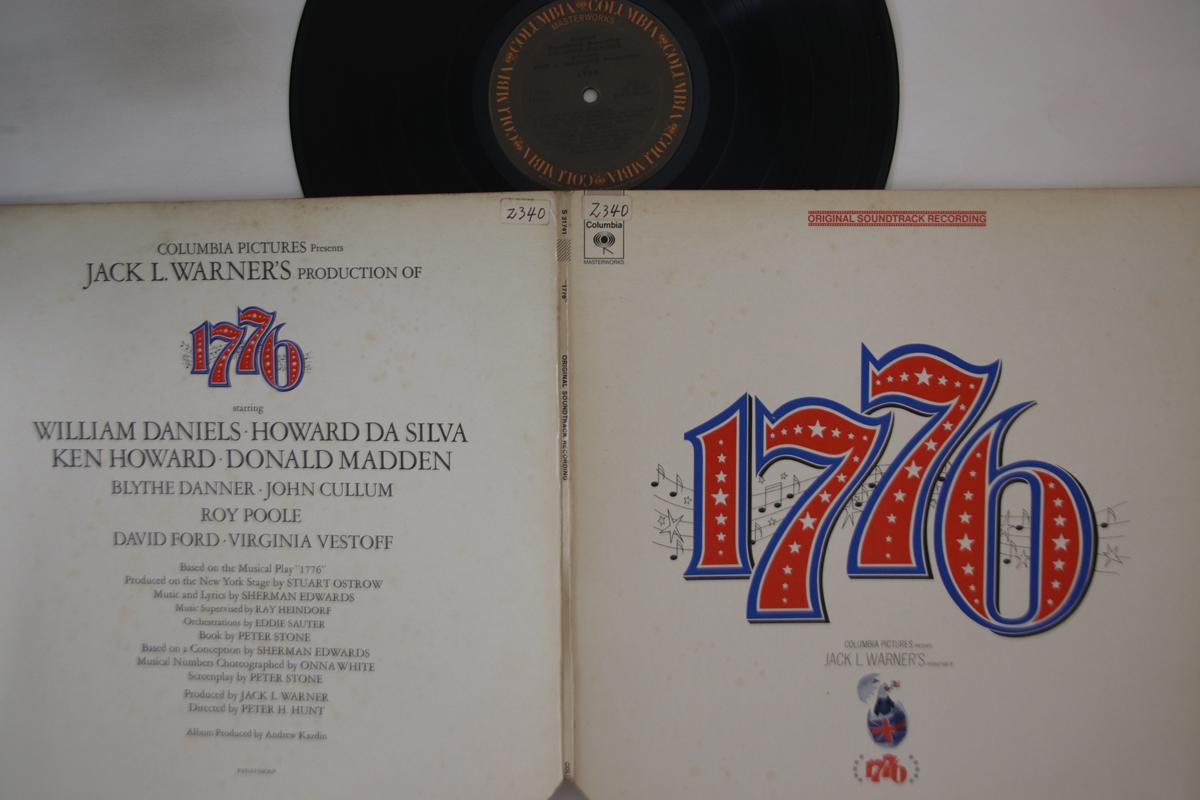 COLUMBIA
MASTERWORKS
1776
Z340
COLUMBIA PICTURES Presents
JACK L. WARNER'S PRODUCTION OF
1776
starring
WILLIAM DANIELS · HOWARD DA SILVA
KEN HOWARD · DONALD MADDEN
BLYTHE DANNER · JOHN CULLUM
ROY POOLE
DAVID FORD · VIRGINIA VESTOFF
Based on the Musical Play "1776"
Produced on the New York Stage by STUART OSTROW
Music and Lyrics by SHERMAN EDWARDS
Music Supervised by RAY HEINDORF
Orchestrations by EDDIE SAUTER
Book by PETER STONE
Based on a Conception by SHERMAN EDWARDS
Musical Numbers Choreographed by ONNA WHITE
Screenplay by PETER STONE
Produced by JACK L. WARNER
Directed by PETER H. HUNT
Album Produced by Andrew Kazdin
S 31741 "1776" ORIGINAL SOUNDTRACK RECORDING
Z340
Columbia
MASTERWORKS
ORIGINAL SOUNDTRACK RECORDING
1776
COLUMBIA PICTURES PRESENTS
JACK L. WARNER'S PRODUCTION OF
1776